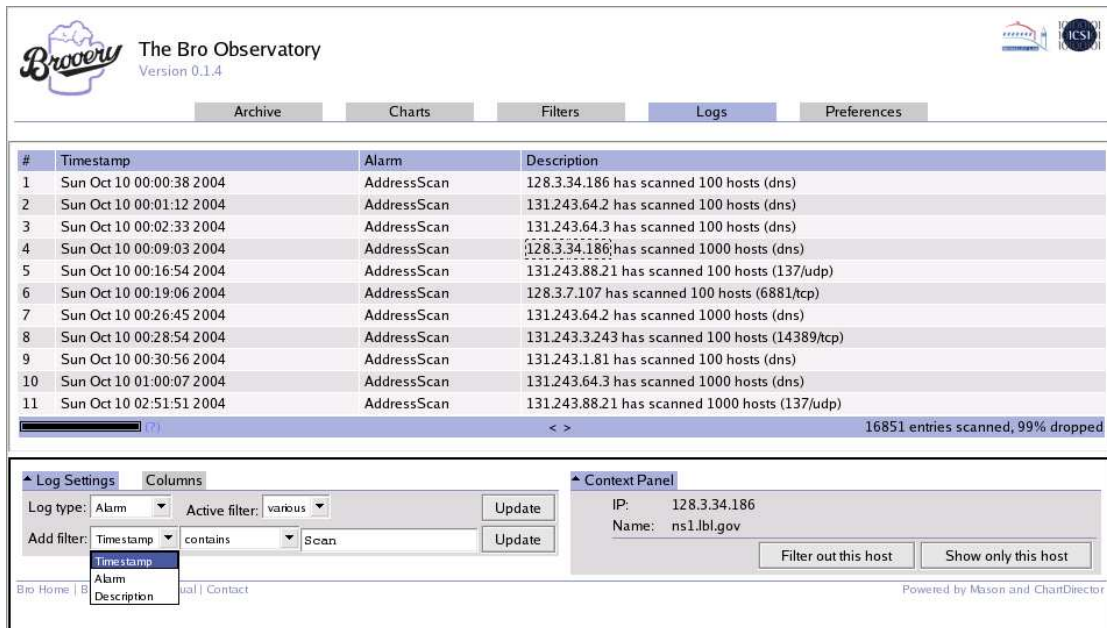 Broovery
The Bro Observatory
Version 0.1.4
ICSI
Archive Charts Filters Logs Preferences
# Timestamp Alarm Description
1 Sun Oct 10 00:00:38 2004 AddressScan 128.3.34.186 has scanned 100 hosts (dns)
2 Sun Oct 10 00:01:12 2004 AddressScan 131.243.64.2 has scanned 100 hosts (dns)
3 Sun Oct 10 00:02:33 2004 AddressScan 131.243.64.3 has scanned 100 hosts (dns)
4 Sun Oct 10 00:09:03 2004 AddressScan 128.3.34.186 has scanned 1000 hosts (dns)
5 Sun Oct 10 00:16:54 2004 AddressScan 131.243.88.21 has scanned 100 hosts (137/udp)
6 Sun Oct 10 00:19:06 2004 AddressScan 128.3.7.107 has scanned 100 hosts (6881/tcp)
7 Sun Oct 10 00:26:45 2004 AddressScan 131.243.64.2 has scanned 1000 hosts (dns)
8 Sun Oct 10 00:28:54 2004 AddressScan 131.243.3.243 has scanned 100 hosts (14389/tcp)
9 Sun Oct 10 00:30:56 2004 AddressScan 131.243.1.81 has scanned 100 hosts (dns)
10 Sun Oct 10 01:00:07 2004 AddressScan 131.243.64.3 has scanned 1000 hosts (dns)
11 Sun Oct 10 02:51:51 2004 AddressScan 131.243.88.21 has scanned 1000 hosts (137/udp)
(?) < > 16851 entries scanned, 99% dropped
Log Settings Columns
Log type: Alarm Active filter: various Update
Add filter: Timestamp contains Scan Update
Timestamp
Alarm
Description
Context Panel
IP: 128.3.34.186
Name: ns1.lbl.gov
Filter out this host Show only this host
Bro Home | B ual | Contact
Powered by Mason and ChartDirector